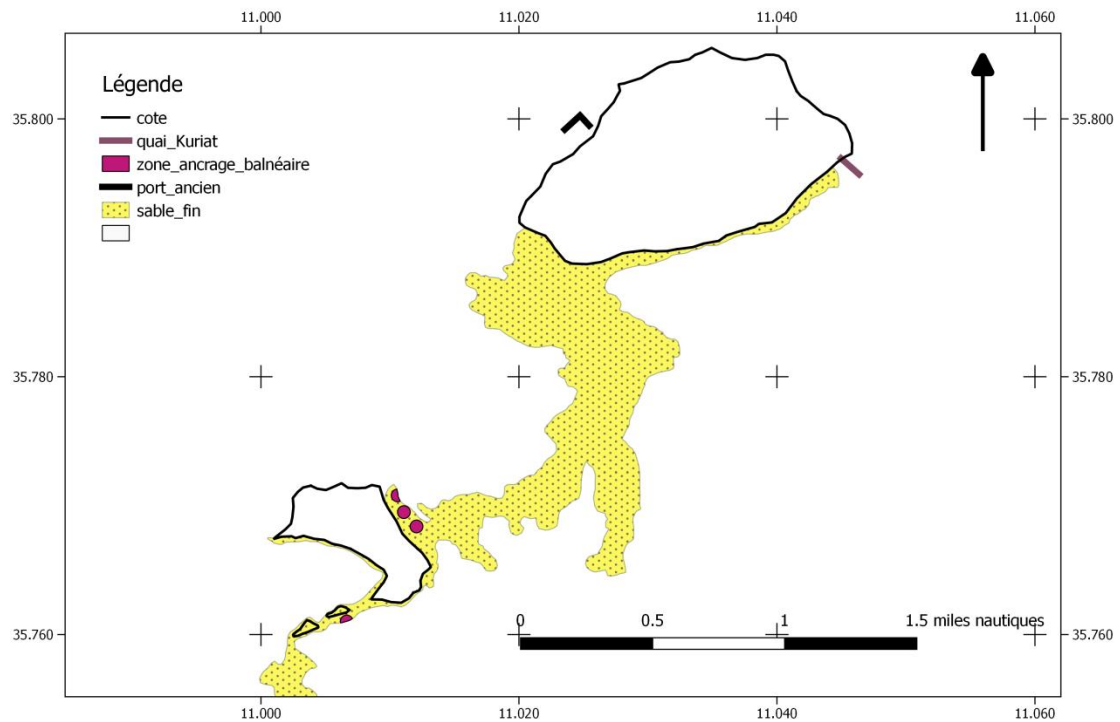 11.000 11.020 11.040 11.060
Légende
cote
35.800 35.800
quai_Kuriat
zone_ancrage_balnéaire
port_ancien
sable_fin
35.780 35.780
0 0.5 1 1.5 miles nautiques
35.760 35.760
11.000 11.020 11.040 11.060